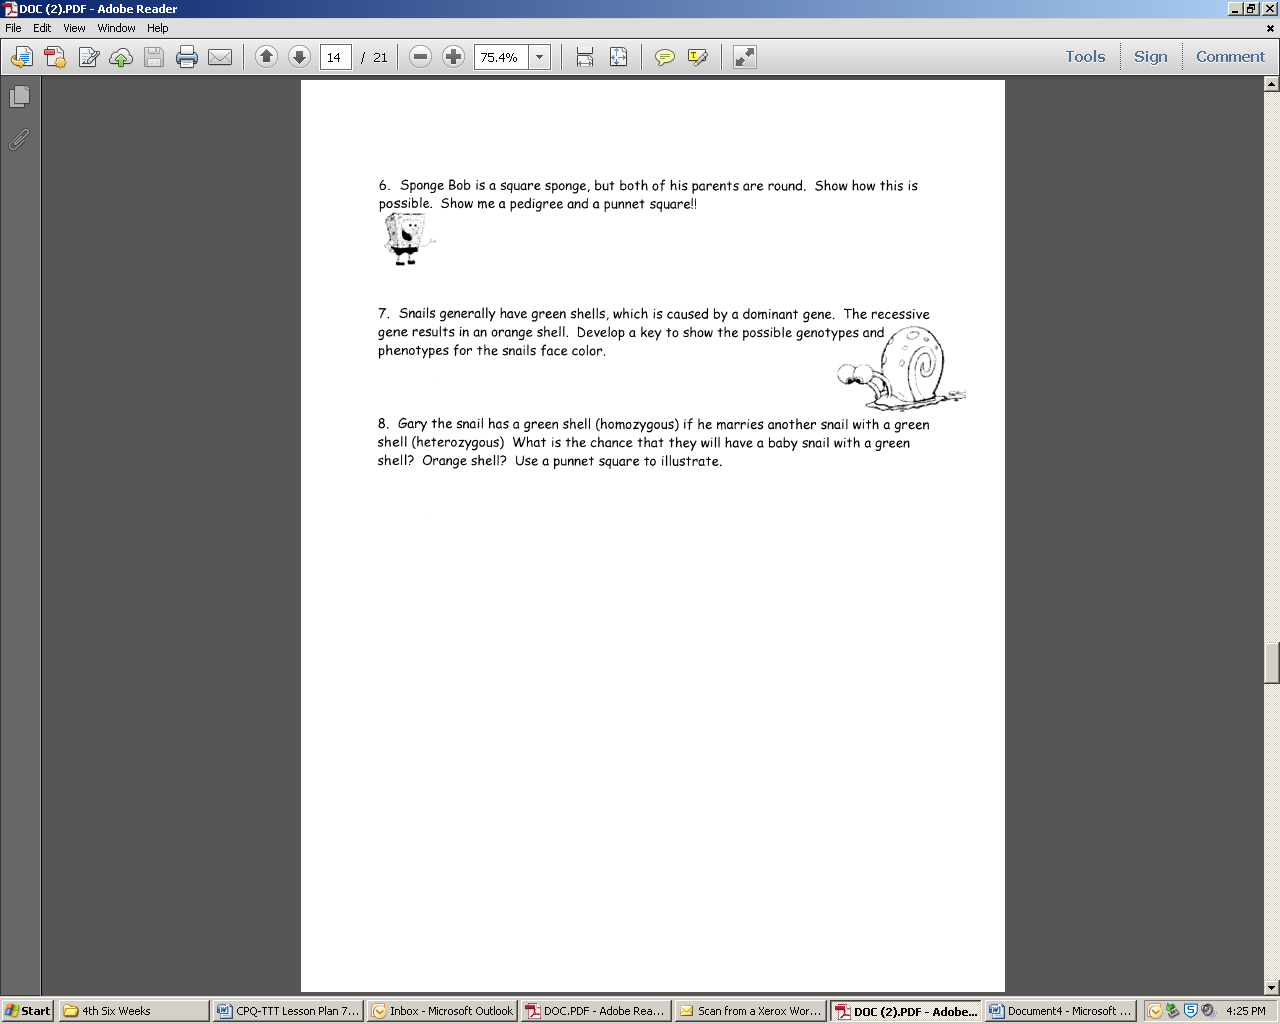 DOC (2).PDF - Adobe Reader
File Edit View Window Help
14 / 21 75.4% Tools Sign Comment
6. Sponge Bob is a square sponge, but both of his parents are round. Show how this is
possible. Show me a pedigree and a punnet square!!
7. Snails generally have green shells, which is caused by a dominant gene. The recessive
gene results in an orange shell. Develop a key to show the possible genotypes and
phenotypes for the snails face color.
8. Gary the snail has a green shell (homozygous) if he marries another snail with a green
shell (heterozygous) What is the chance that they will have a baby snail with a green
shell? Orange shell? Use a punnet square to illustrate.
Start 4th Six Weeks CPQ-TTT Lesson Plan 7... Inbox - Microsoft Outlook DOC.PDF - Adobe Rea... Scan from a Xerox Wor... DOC (2).PDF - Adobe... Document4 - Microsoft ... 4:25 PM